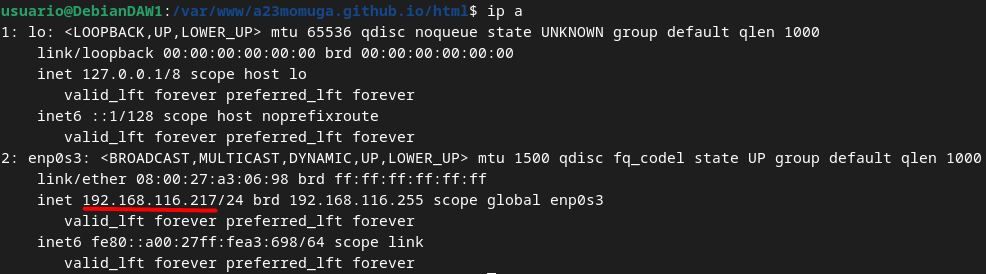 usuario@DebianDAW1:/var/www/a23momuga.github.io/html$ ip a
1: lo: <LOOPBACK,UP,LOWER_UP> mtu 65536 qdisc noqueue state UNKNOWN group default qlen 1000
    link/loopback 00:00:00:00:00:00 brd 00:00:00:00:00:00
    inet 127.0.0.1/8 scope host lo
       valid_lft forever preferred_lft forever
    inet6 ::1/128 scope host noprefixroute
       valid_lft forever preferred_lft forever
2: enp0s3: <BROADCAST,MULTICAST,DYNAMIC,UP,LOWER_UP> mtu 1500 qdisc fq_codel state UP group default qlen 1000
    link/ether 08:00:27:a3:06:98 brd ff:ff:ff:ff:ff:ff
    inet 192.168.116.217/24 brd 192.168.116.255 scope global enp0s3
       valid_lft forever preferred_lft forever
    inet6 fe80::a00:27ff:fea3:698/64 scope link
       valid_lft forever preferred_lft forever